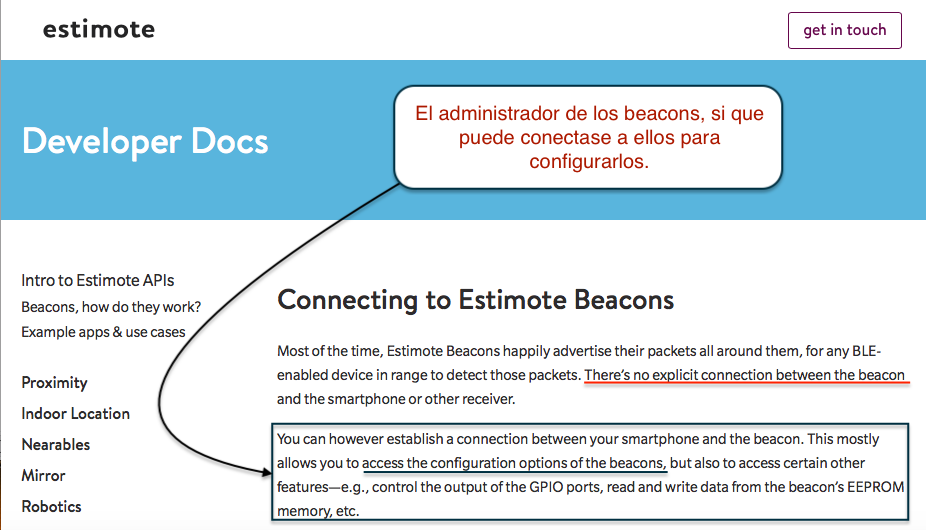 estimote
get in touch
Developer Docs
El administrador de los beacons, si que
puede conectase a ellos para
configurarlos.
Intro to Estimote APIs
Beacons, how do they work?
Example apps & use cases
Proximity
Indoor Location
Nearables
Mirror
Robotics
Connecting to Estimote Beacons
Most of the time, Estimote Beacons happily advertise their packets all around them, for any BLE-
enabled device in range to detect those packets. There's no explicit connection between the beacon
and the smartphone or other receiver.
You can however establish a connection between your smartphone and the beacon. This mostly
allows you to access the configuration options of the beacons, but also to access certain other
features—e.g., control the output of the GPIO ports, read and write data from the beacon's EEPROM
memory, etc.